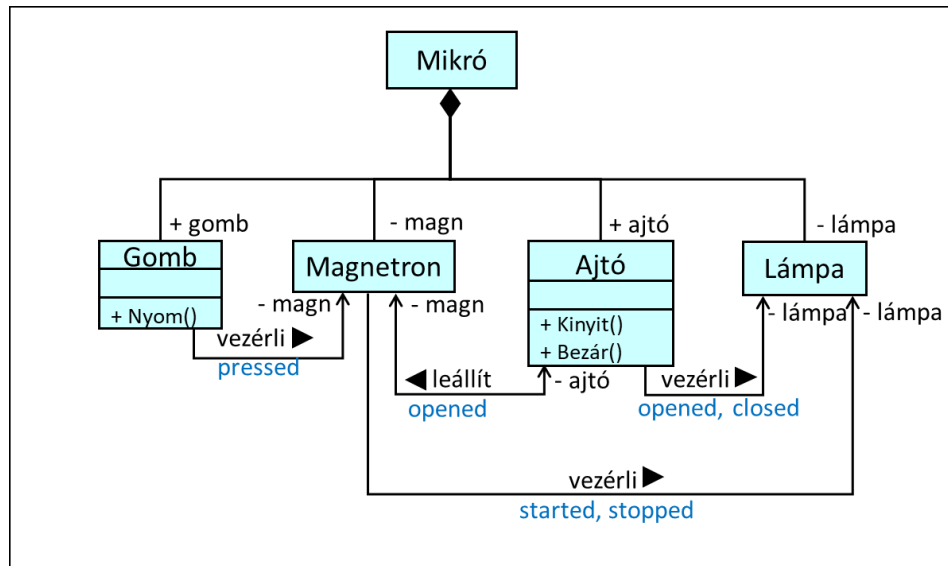 Mikró
+ gomb
- magn
+ ajtó
- lámpa
Gomb
+ Nyom()
Magnetron
Ajtó
+ Kinyit()
+ Bezár()
Lámpa
- magn
- magn
- lámpa
- lámpa
vezérli
pressed
leállít
opened
- ajtó
vezérli
opened, closed
vezérli
started, stopped